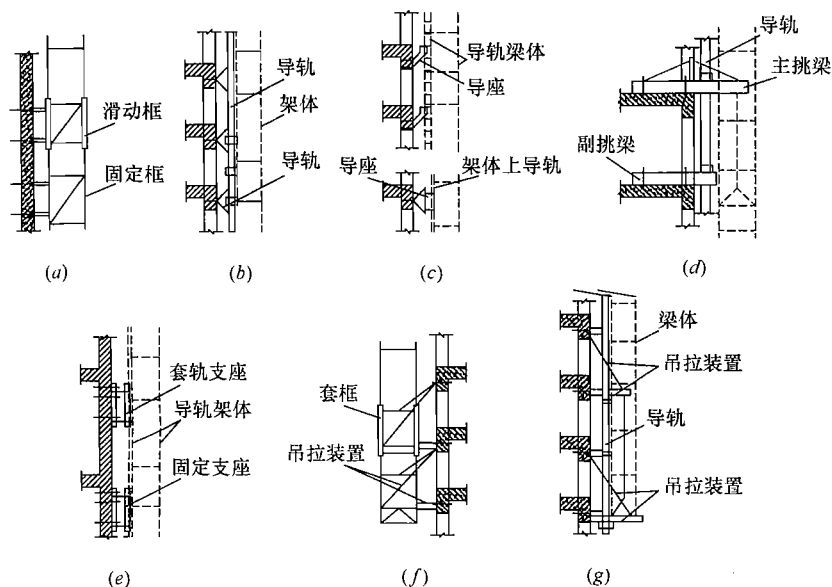 滑动框
固定框
(a)
导轨
架体
导轨
(b)
导轨梁体
导座
导座
架体上导轨
(c)
导轨
主挑梁
副挑梁
(d)
套轨支座
导轨架体
固定支座
(e)
套框
吊拉装置
(f)
梁体
吊拉装置
导轨
吊拉装置
(g)